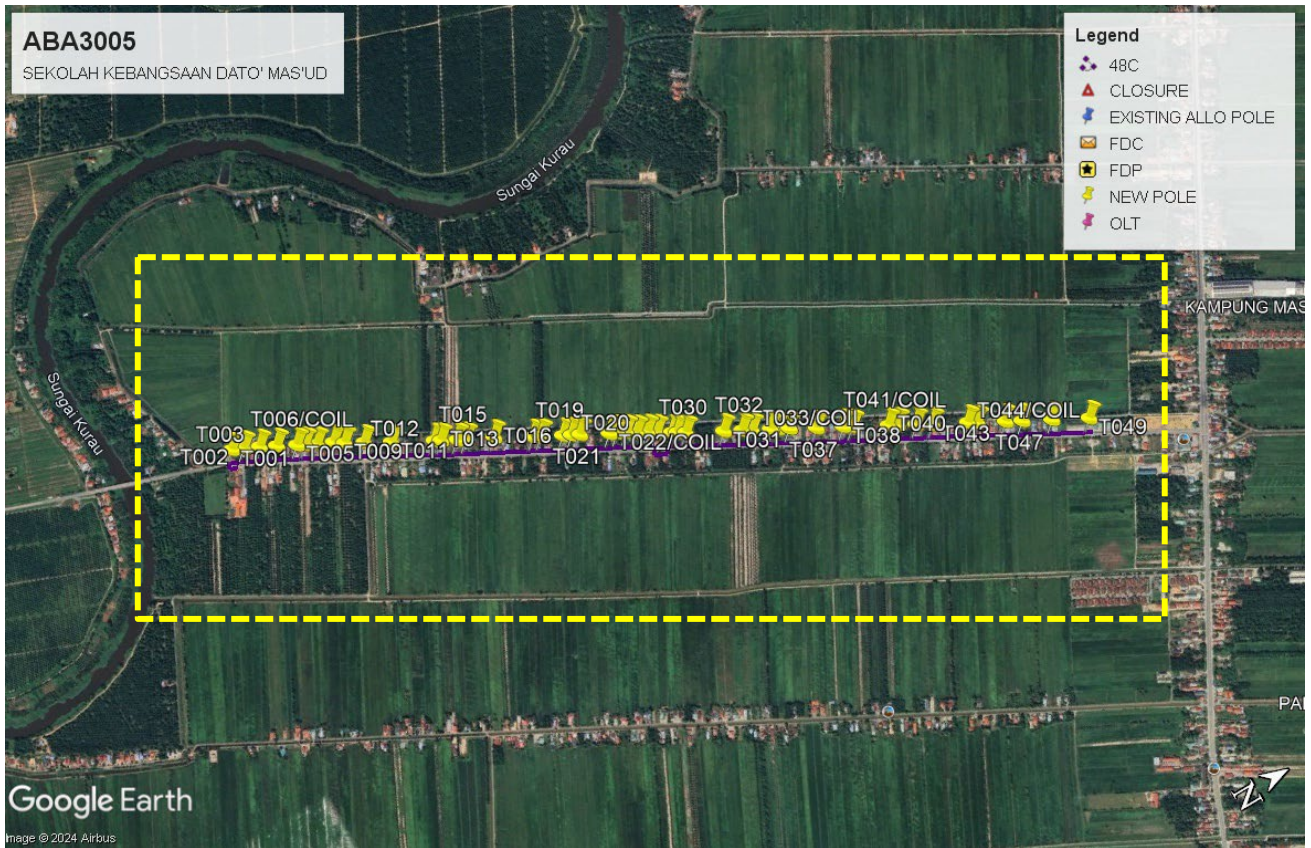 ABA3005
SEKOLAH KEBANGSAAN DATO' MAS'UD
Legend
48C
CLOSURE
EXISTING ALLO POLE
FDC
FDP
NEW POLE
OLT
Sungai Kurau
Sungai Kurau
KAMPUNG MAS
T041/COIL
T006/COIL
T015
T019
T030
T032
T033/COIL
T044/COIL
T003
T012
T020
T040
T049
T002
T001
T005
T009
T011
T013
T016
T021
T022/COIL
T031
T037
T038
T043
T047
N
Google Earth
mage © 2024 Airbus